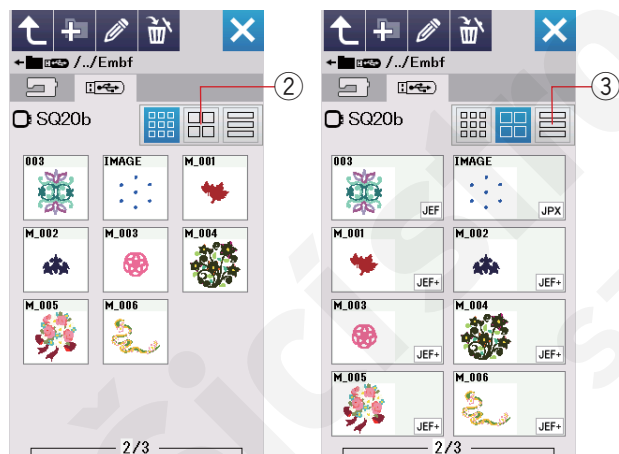 /../Embf
SQ20b
003 IMAGE M_001
M_002 M_003 M_004
M_005 M_006
2/3
②
/../Embf
SQ20b
003 IMAGE
JEF JPX
M_001 M_002
JEF+ JEF+
M_003 M_004
JEF+ JEF+
M_005 M_006
JEF+ JEF+
2/3
③